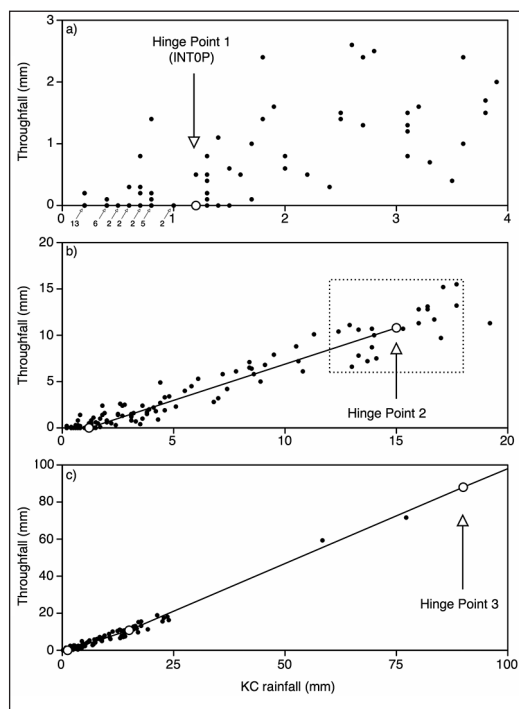 a)
Hinge Point 1
(INT0P)
Throughfall (mm)
3
2
1
0
13 6 2 2 2 5 2
0 1 2 3 4
b)
Throughfall (mm)
20
15
10
5
0
Hinge Point 2
0 5 10 15 20
c)
Throughfall (mm)
100
80
60
40
20
0
Hinge Point 3
0 25 50 75 100
KC rainfall (mm)